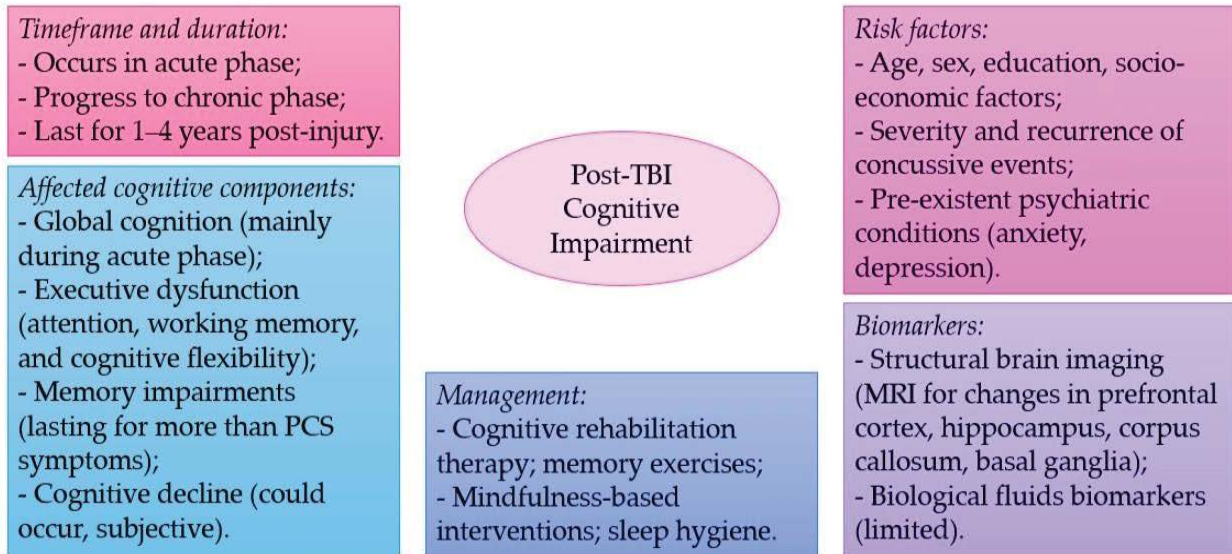 Timeframe and duration:
- Occurs in acute phase;
- Progress to chronic phase;
- Last for 1–4 years post-injury.
Affected cognitive components:
- Global cognition (mainly
during acute phase);
- Executive dysfunction
(attention, working memory,
and cognitive flexibility);
- Memory impairments
(lasting for more than PCS
symptoms);
- Cognitive decline (could
occur, subjective).
Post-TBI
Cognitive
Impairment
Management:
- Cognitive rehabilitation
therapy; memory exercises;
- Mindfulness-based
interventions; sleep hygiene.
Risk factors:
- Age, sex, education, socio-
economic factors;
- Severity and recurrence of
concussive events;
- Pre-existent psychiatric
conditions (anxiety,
depression).
Biomarkers:
- Structural brain imaging
(MRI for changes in prefrontal
cortex, hippocampus, corpus
callosum, basal ganglia);
- Biological fluids biomarkers
(limited).